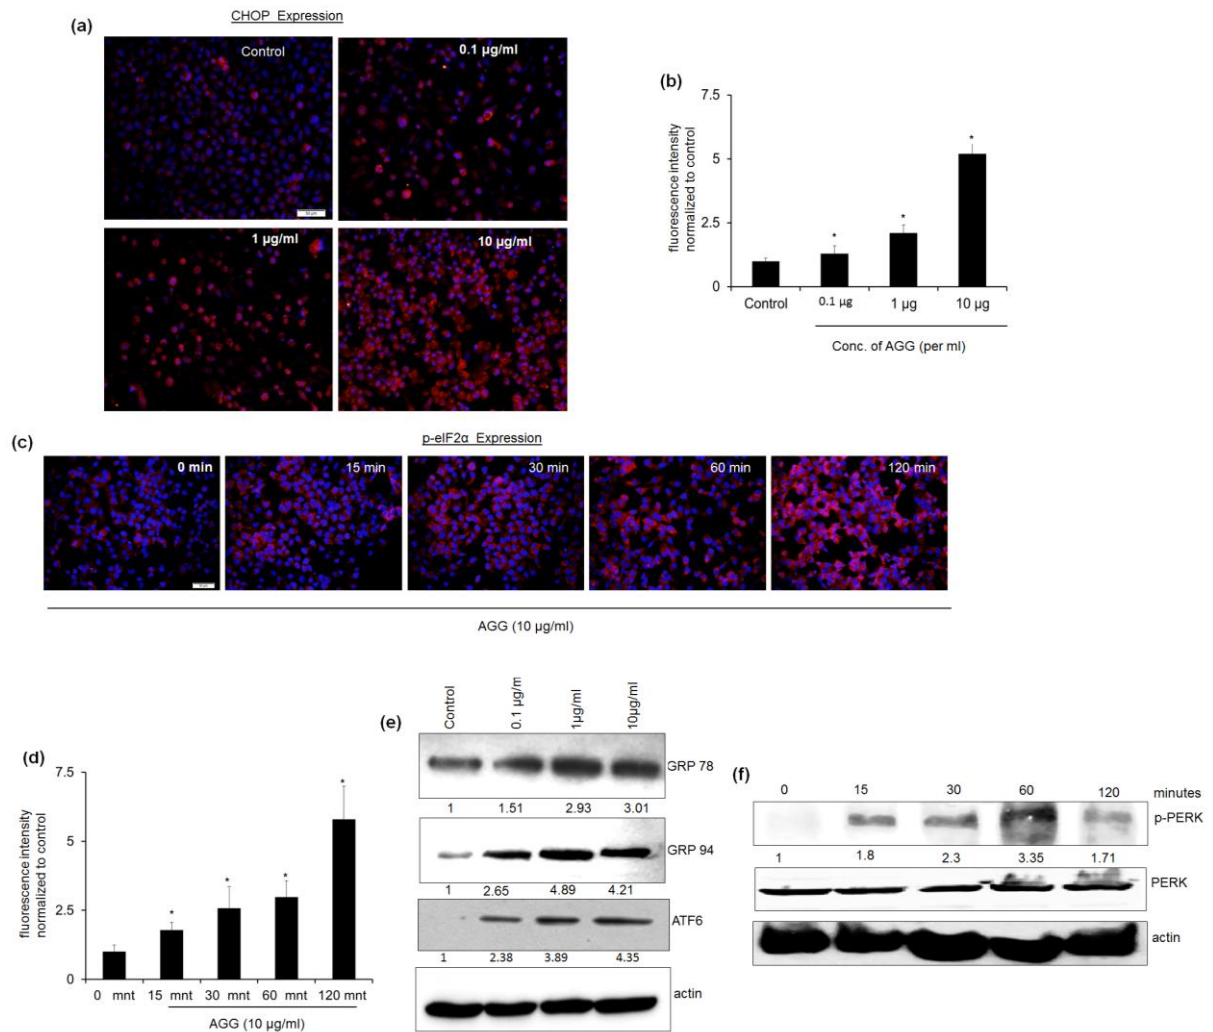 CHOP Expression
(a)
Control
0.1 µg/ml
1 µg/ml
10 µg/ml
(b)
fluorescence intensity
normalized to control
7.5
5
2.5
0
*
*
*
Control
0.1 µg
1 µg
10 µg
Conc. of AGG (per ml)
(c)
p-eIF2α Expression
0 min
15 min
30 min
60 min
120 min
AGG (10 µg/ml)
(d)
fluorescence intensity
normalized to control
7.5
5
2.5
0
*
*
*
*
0 mnt
15 mnt
30 mnt
60 mnt
120 mnt
AGG (10 µg/ml)
(e)
Control
0.1 µg/m
1µg/ml
10µg/ml
GRP 78
1 1.51 2.93 3.01
GRP 94
1 2.65 4.89 4.21
ATF6
1 2.38 3.89 4.35
actin
(f)
0 15 30 60 120 minutes
p-PERK
1 1.8 2.3 3.35 1.71
PERK
actin